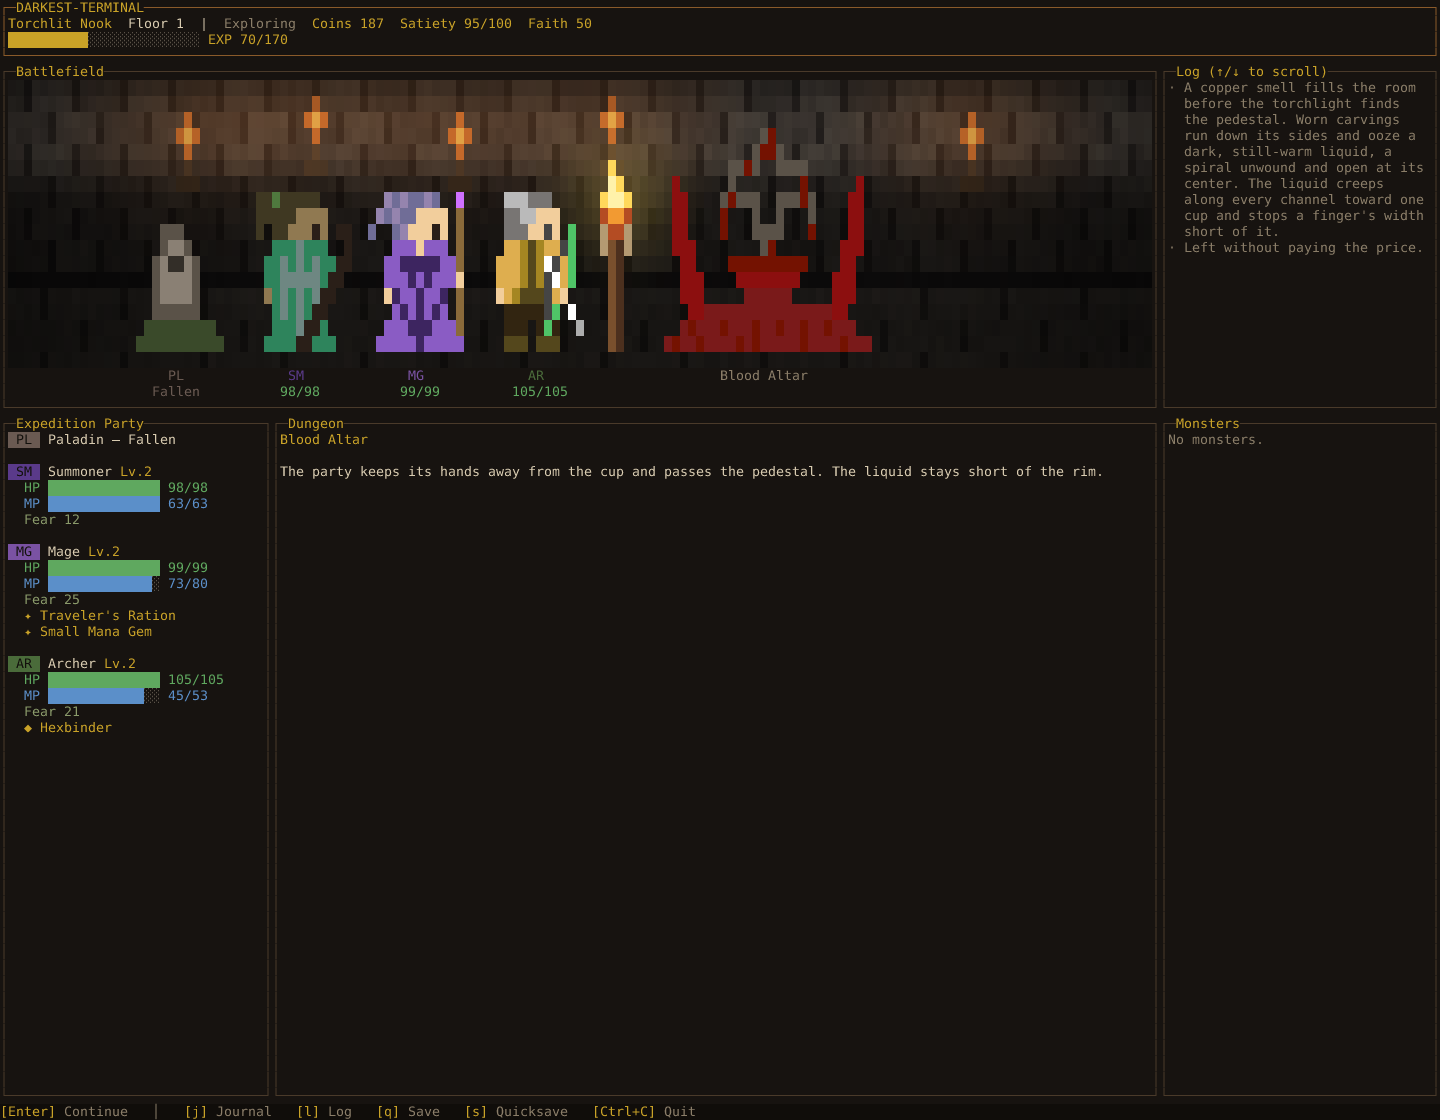 DARKEST-TERMINAL
Torchlit Nook  Floor 1  |  Exploring  Coins 187  Satiety 95/100  Faith 50
EXP 70/170
Battlefield
PL
Fallen
SM
98/98
MG
99/99
AR
105/105
Blood Altar
Log (↑/↓ to scroll)
· A copper smell fills the room
before the torchlight finds
the pedestal. Worn carvings
run down its sides and ooze a
dark, still-warm liquid, a
spiral unwound and open at its
center. The liquid creeps
along every channel toward one
cup and stops a finger's width
short of it.
· Left without paying the price.
Expedition Party
PL Paladin — Fallen
SM Summoner Lv.2
HP 98/98
MP 63/63
Fear 12
MG Mage Lv.2
HP 99/99
MP 73/80
Fear 25
✦ Traveler's Ration
✦ Small Mana Gem
AR Archer Lv.2
HP 105/105
MP 45/53
Fear 21
◆ Hexbinder
Dungeon
Blood Altar
The party keeps its hands away from the cup and passes the pedestal. The liquid stays short of the rim.
Monsters
No monsters.
[Enter] Continue  │  [j] Journal  [l] Log  [q] Save  [s] Quicksave  [Ctrl+C] Quit